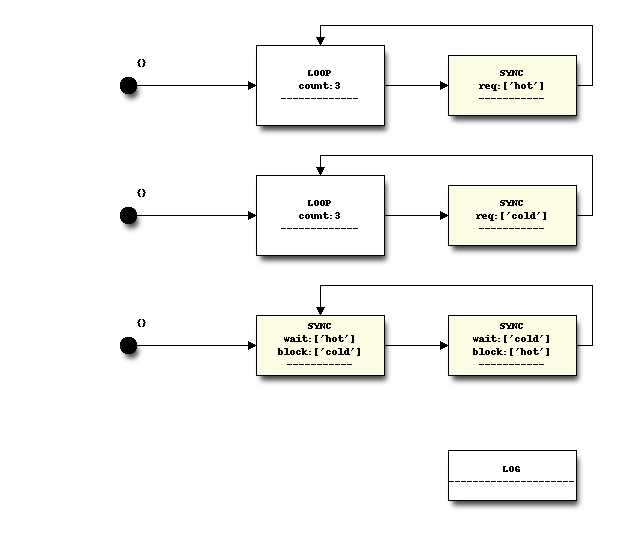 {}
LOOP
count:3
-------------
SYNC
req:['hot']
-----------
{}
LOOP
count:3
-------------
SYNC
req:['cold']
-----------
{}
SYNC
wait:['hot']
block:['cold']
-----------
SYNC
wait:['cold']
block:['hot']
-----------
LOG
---------------------